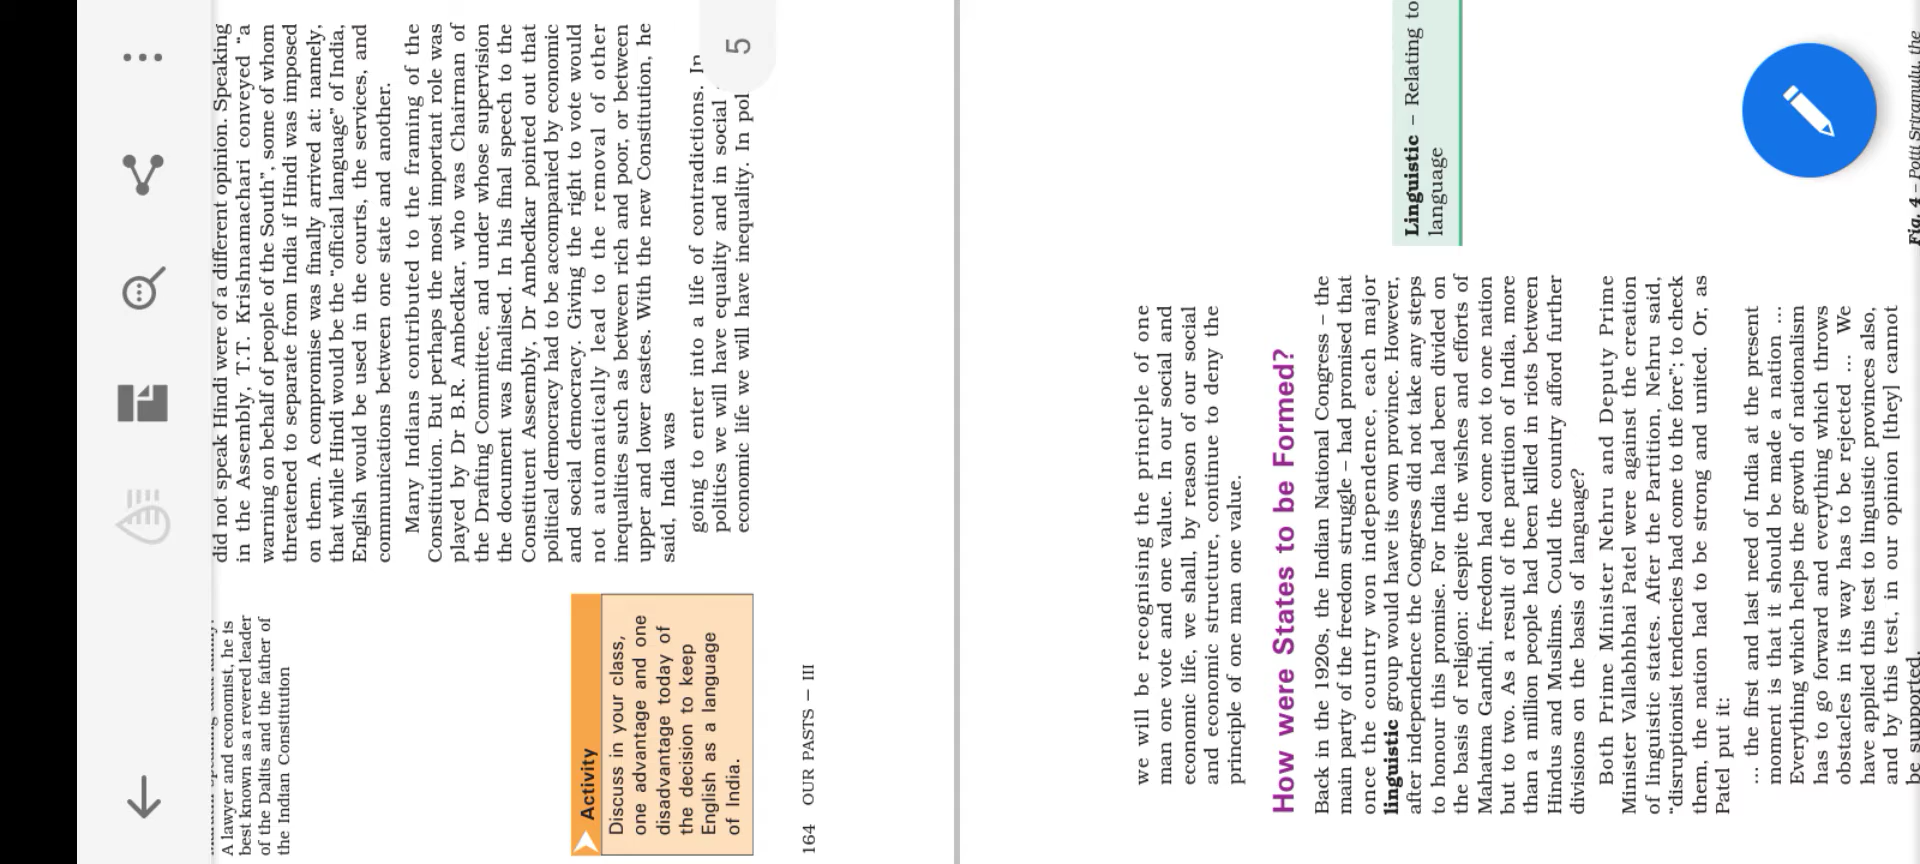 A lawyer and economist, he is
best known as a revered leader
of the Dalits and the father of
the Indian Constitution
Activity
Discuss in your class,
one advantage and one
disadvantage today of
the decision to keep
English as a language
of India.
did not speak Hindi were of a different opinion. Speaking
in the Assembly, T.T. Krishnamachari conveyed “a
warning on behalf of people of the South”, some of whom
threatened to separate from India if Hindi was imposed
on them. A compromise was finally arrived at: namely,
that while Hindi would be the “official language” of India,
English would be used in the courts, the services, and
communications between one state and another.
Many Indians contributed to the framing of the
Constitution. But perhaps the most important role was
played by Dr B.R. Ambedkar, who was Chairman of
the Drafting Committee, and under whose supervision
the document was finalised. In his final speech to the
Constituent Assembly, Dr Ambedkar pointed out that
political democracy had to be accompanied by economic
and social democracy. Giving the right to vote would
not automatically lead to the removal of other
inequalities such as between rich and poor, or between
upper and lower castes. With the new Constitution, he
said, India was
going to enter into a life of contradictions. In
politics we will have equality and in social
economic life we will have inequality. In pol
5
164 OUR PASTS – III
we will be recognising the principle of one
man one vote and one value. In our social and
economic life, we shall, by reason of our social
and economic structure, continue to deny the
principle of one man one value.
How were States to be Formed?
Back in the 1920s, the Indian National Congress – the
main party of the freedom struggle – had promised that
once the country won independence, each major
linguistic group would have its own province. However,
after independence the Congress did not take any steps
to honour this promise. For India had been divided on
the basis of religion: despite the wishes and efforts of
Mahatma Gandhi, freedom had come not to one nation
but to two. As a result of the partition of India, more
than a million people had been killed in riots between
Hindus and Muslims. Could the country afford further
divisions on the basis of language?
Both Prime Minister Nehru and Deputy Prime
Minister Vallabhbhai Patel were against the creation
of linguistic states. After the Partition, Nehru said,
“disruptionist tendencies had come to the fore”; to check
them, the nation had to be strong and united. Or, as
Patel put it:
... the first and last need of India at the present
moment is that it should be made a nation ...
Everything which helps the growth of nationalism
has to go forward and everything which throws
obstacles in its way has to be rejected ... We
have applied this test to linguistic provinces also,
and by this test, in our opinion [they] cannot
be supported.
Linguistic – Relating to
language
Fig. 4 – Potti Sriramulu, the